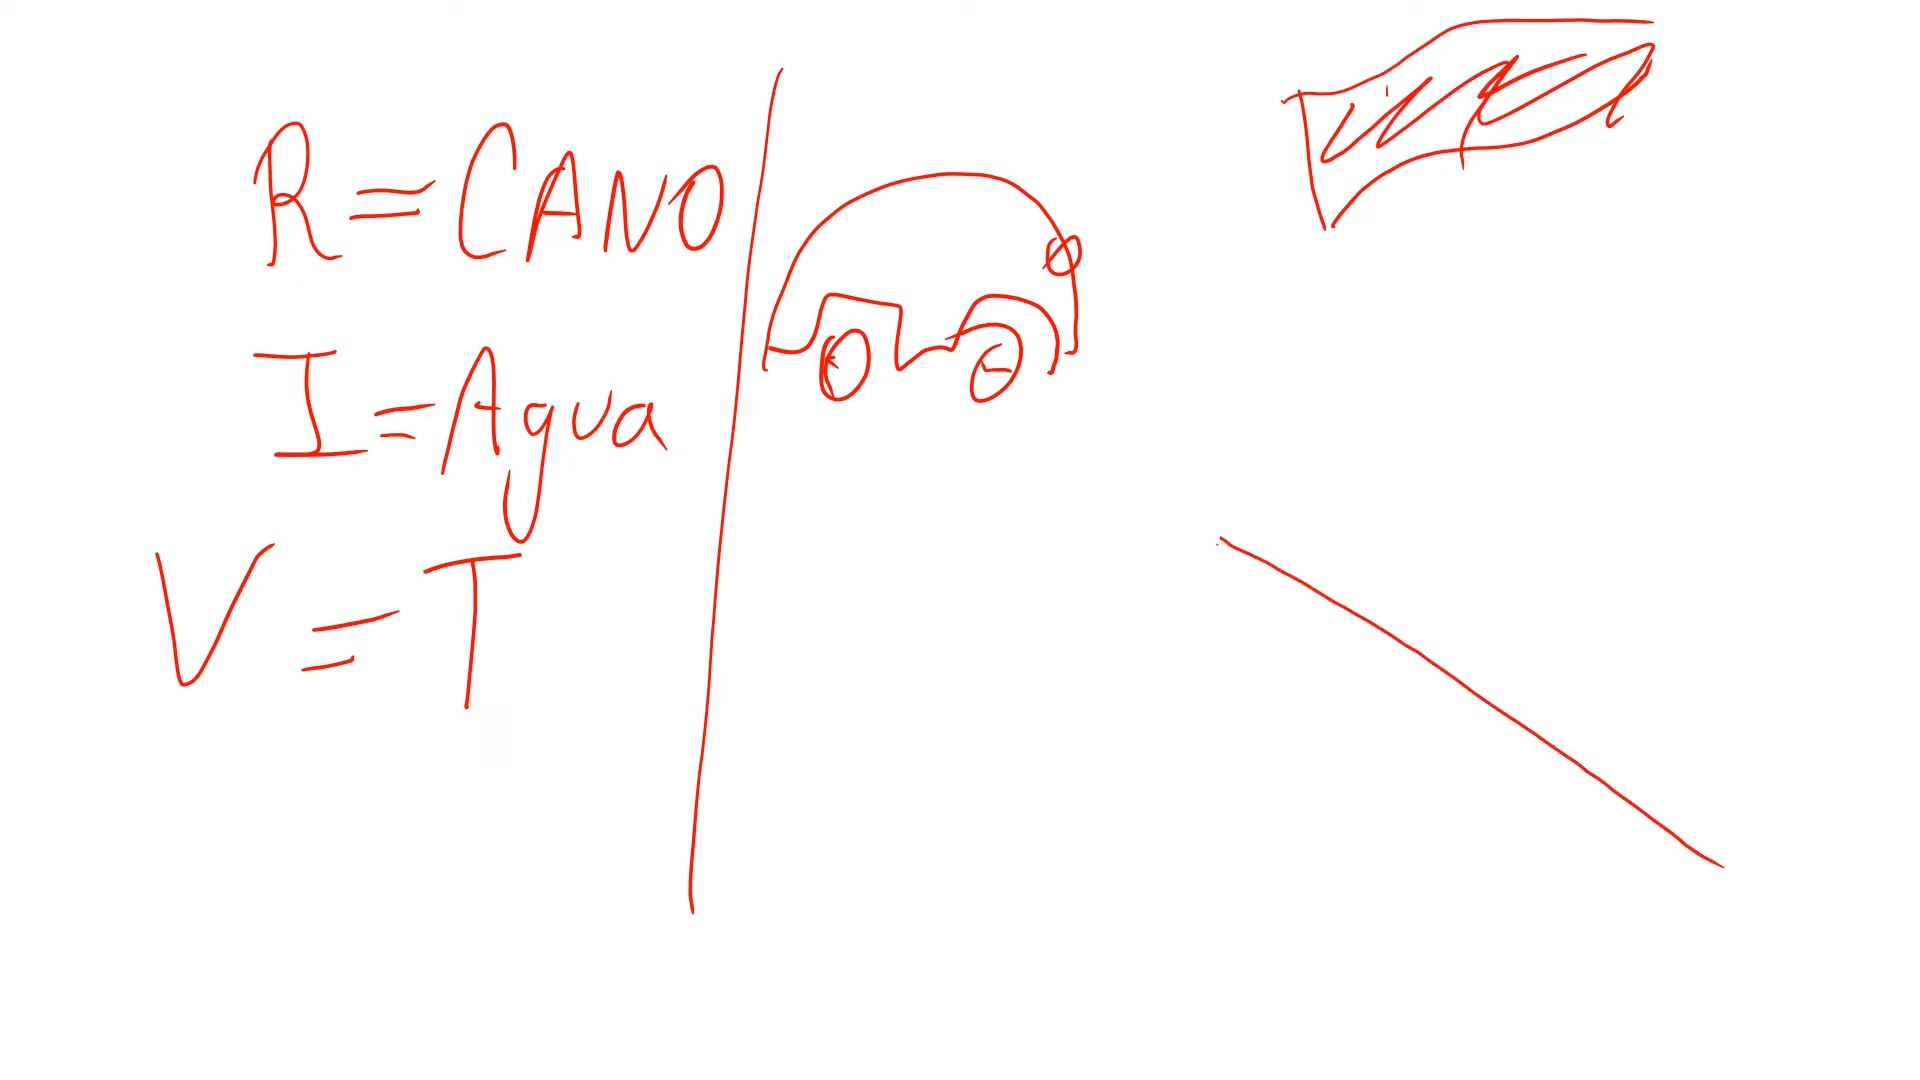 R = CANO
I = Agua
V = T